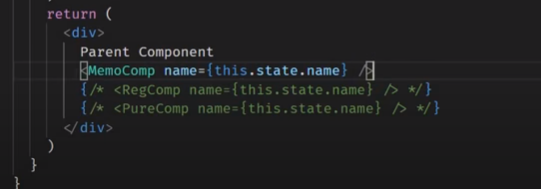 return (
<div>
Parent Component
<MemoComp name={this.state.name} />
{/* <RegComp name={this.state.name} /> */}
{/* <PureComp name={this.state.name} /> */}
</div>
)
}
}